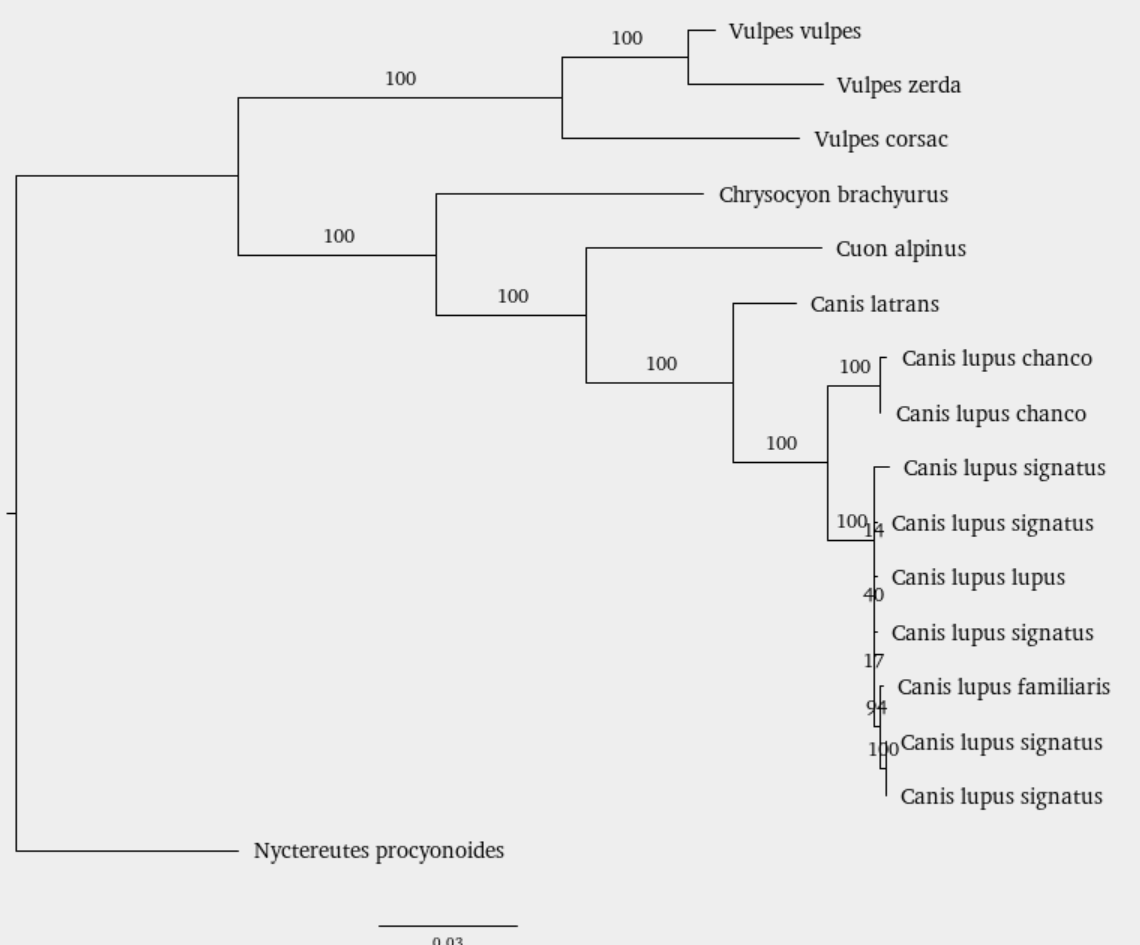 100
Vulpes vulpes
100
Vulpes zerda
Vulpes corsac
Chrysocyon brachyurus
100
Cuon alpinus
100
Canis latrans
100
Canis lupus chanco
100
Canis lupus chanco
100
Canis lupus signatus
100
14
Canis lupus signatus
Canis lupus lupus
40
Canis lupus signatus
17
Canis lupus familiaris
94
100
Canis lupus signatus
Canis lupus signatus
Nyctereutes procyonoides
0.03